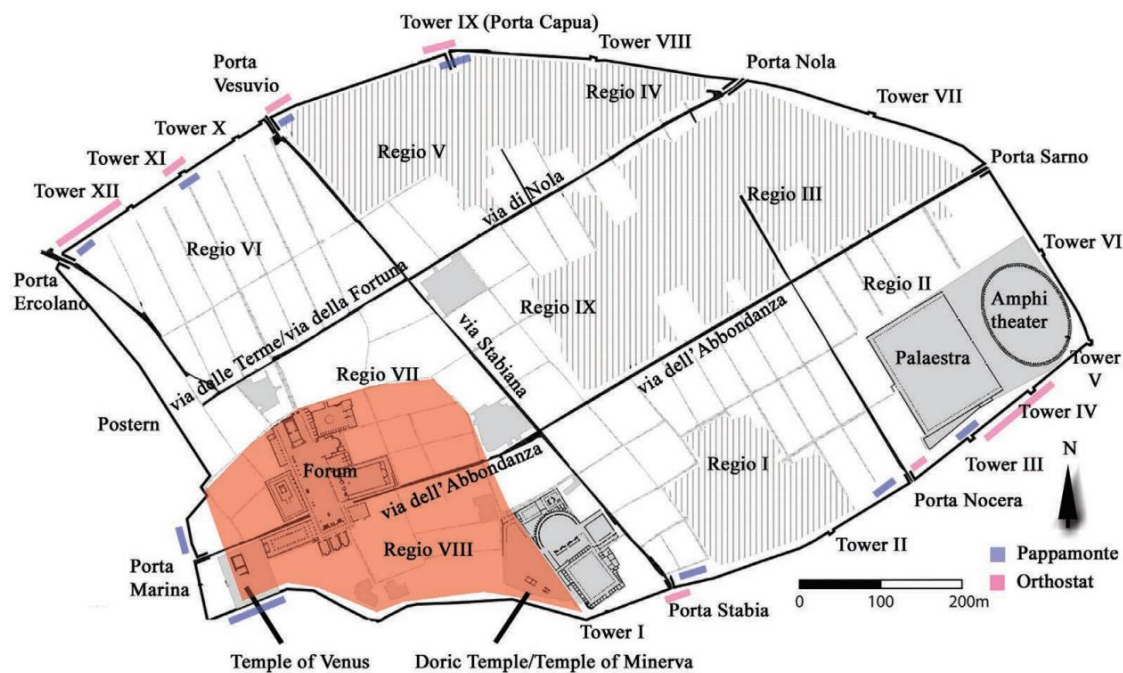 Tower IX (Porta Capua)
Tower VIII
Porta Nola
Porta
Vesuvio
Regio IV
Tower VII
Tower X
Regio V
Tower XI
Porta Sarno
Tower XII
via di Nola
Regio III
Regio VI
Tower VI
Porta
Ercolano
Regio II
Amphi
theater
via delle Terme/via della Fortuna
Regio IX
via Stabiana
via dell'Abbondanza
Palaestra
Tower
V
Regio VII
Postern
Tower IV
Forum
via dell'Abbondanza
Regio I
Tower III
N
Porta Nocera
Regio VIII
Tower II
Pappamonte
Porta
Marina
Orthostat
0 100 200m
Porta Stabia
Tower I
Temple of Venus
Doric Temple/Temple of Minerva